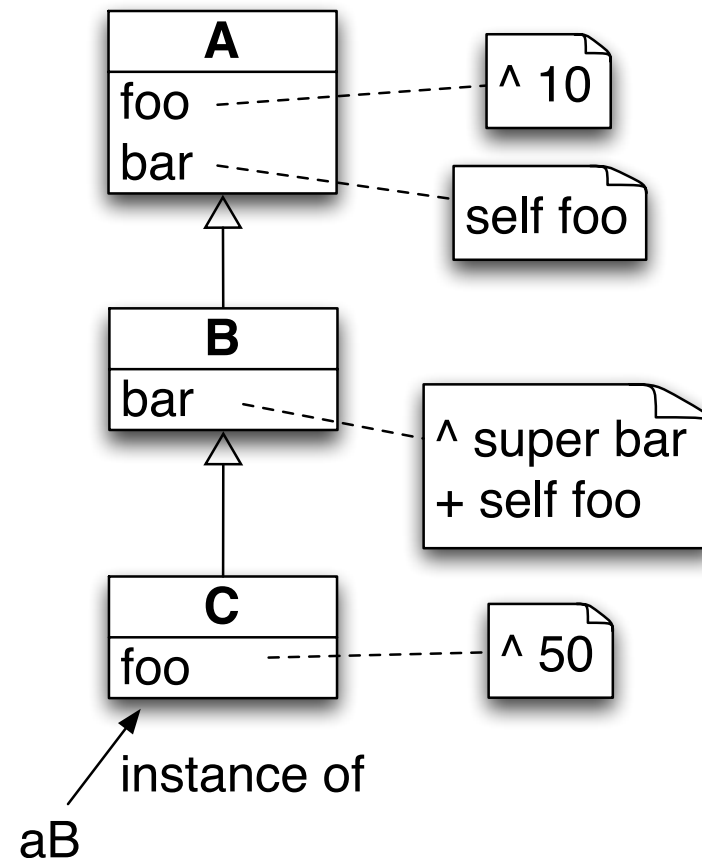 A
foo
bar
^ 10
self foo
B
bar
^ super bar
+ self foo
C
foo
^ 50
instance of
aB